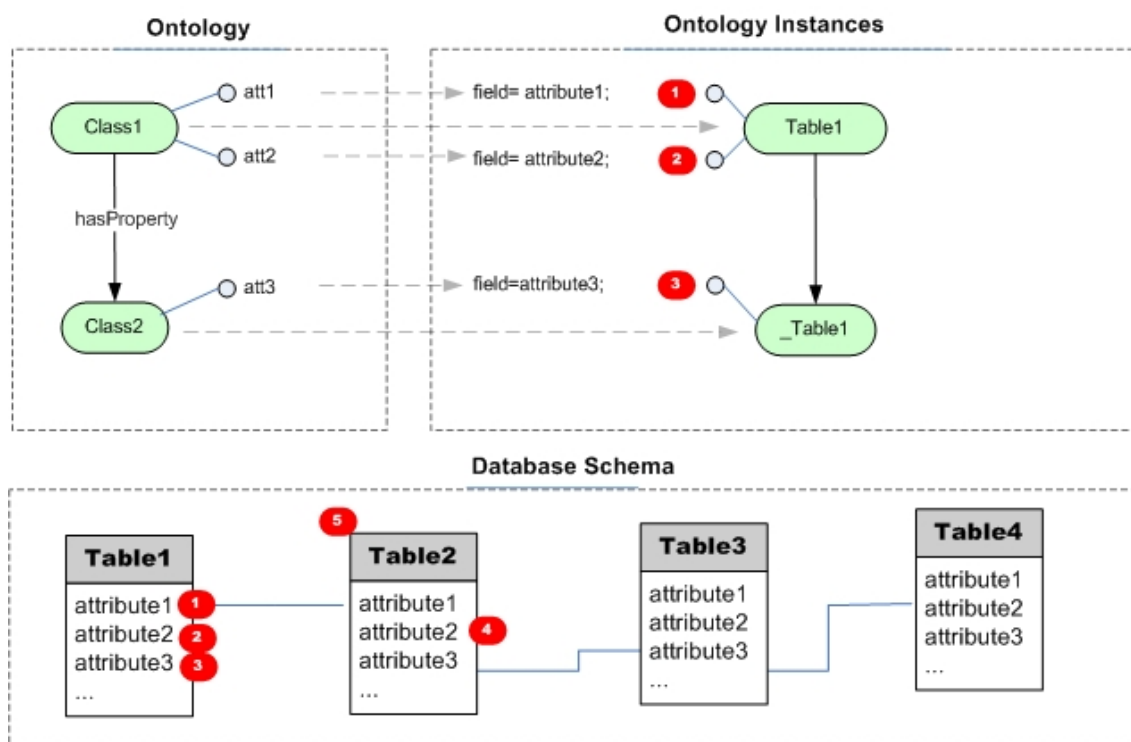 Ontology
Ontology Instances
att1
field= attribute1;
1
Class1
Table1
att2
field= attribute2;
2
hasProperty
att3
field=attribute3;
3
Class2
_Table1
Database Schema
5
Table1
attribute1 1
attribute2 2
attribute3 3
...
Table2
attribute1
attribute2 4
attribute3
...
Table3
attribute1
attribute2
attribute3
...
Table4
attribute1
attribute2
attribute3
...